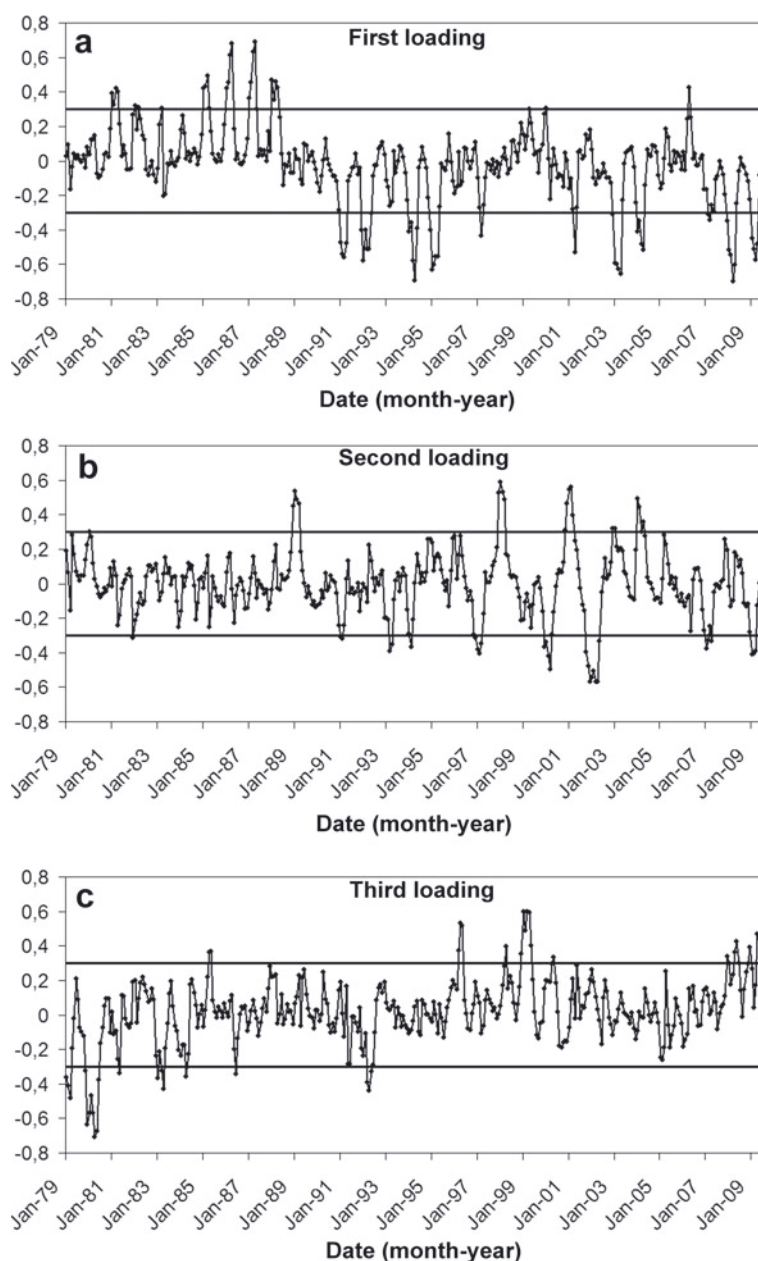 a
First loading
0,8
0,6
0,4
0,2
0
-0,2
-0,4
-0,6
-0,8
Jan-79
Jan-81
Jan-83
Jan-85
Jan-87
Jan-89
Jan-91
Jan-93
Jan-95
Jan-97
Jan-99
Jan-01
Jan-03
Jan-05
Jan-07
Jan-09
Date (month-year)
b
Second loading
0,8
0,6
0,4
0,2
0
-0,2
-0,4
-0,6
-0,8
Jan-79
Jan-81
Jan-83
Jan-85
Jan-87
Jan-89
Jan-91
Jan-93
Jan-95
Jan-97
Jan-99
Jan-01
Jan-03
Jan-05
Jan-07
Jan-09
Date (month-year)
c
Third loading
0,8
0,6
0,4
0,2
0
-0,2
-0,4
-0,6
-0,8
Jan-79
Jan-81
Jan-83
Jan-85
Jan-87
Jan-89
Jan-91
Jan-93
Jan-95
Jan-97
Jan-99
Jan-01
Jan-03
Jan-05
Jan-07
Jan-09
Date (month-year)